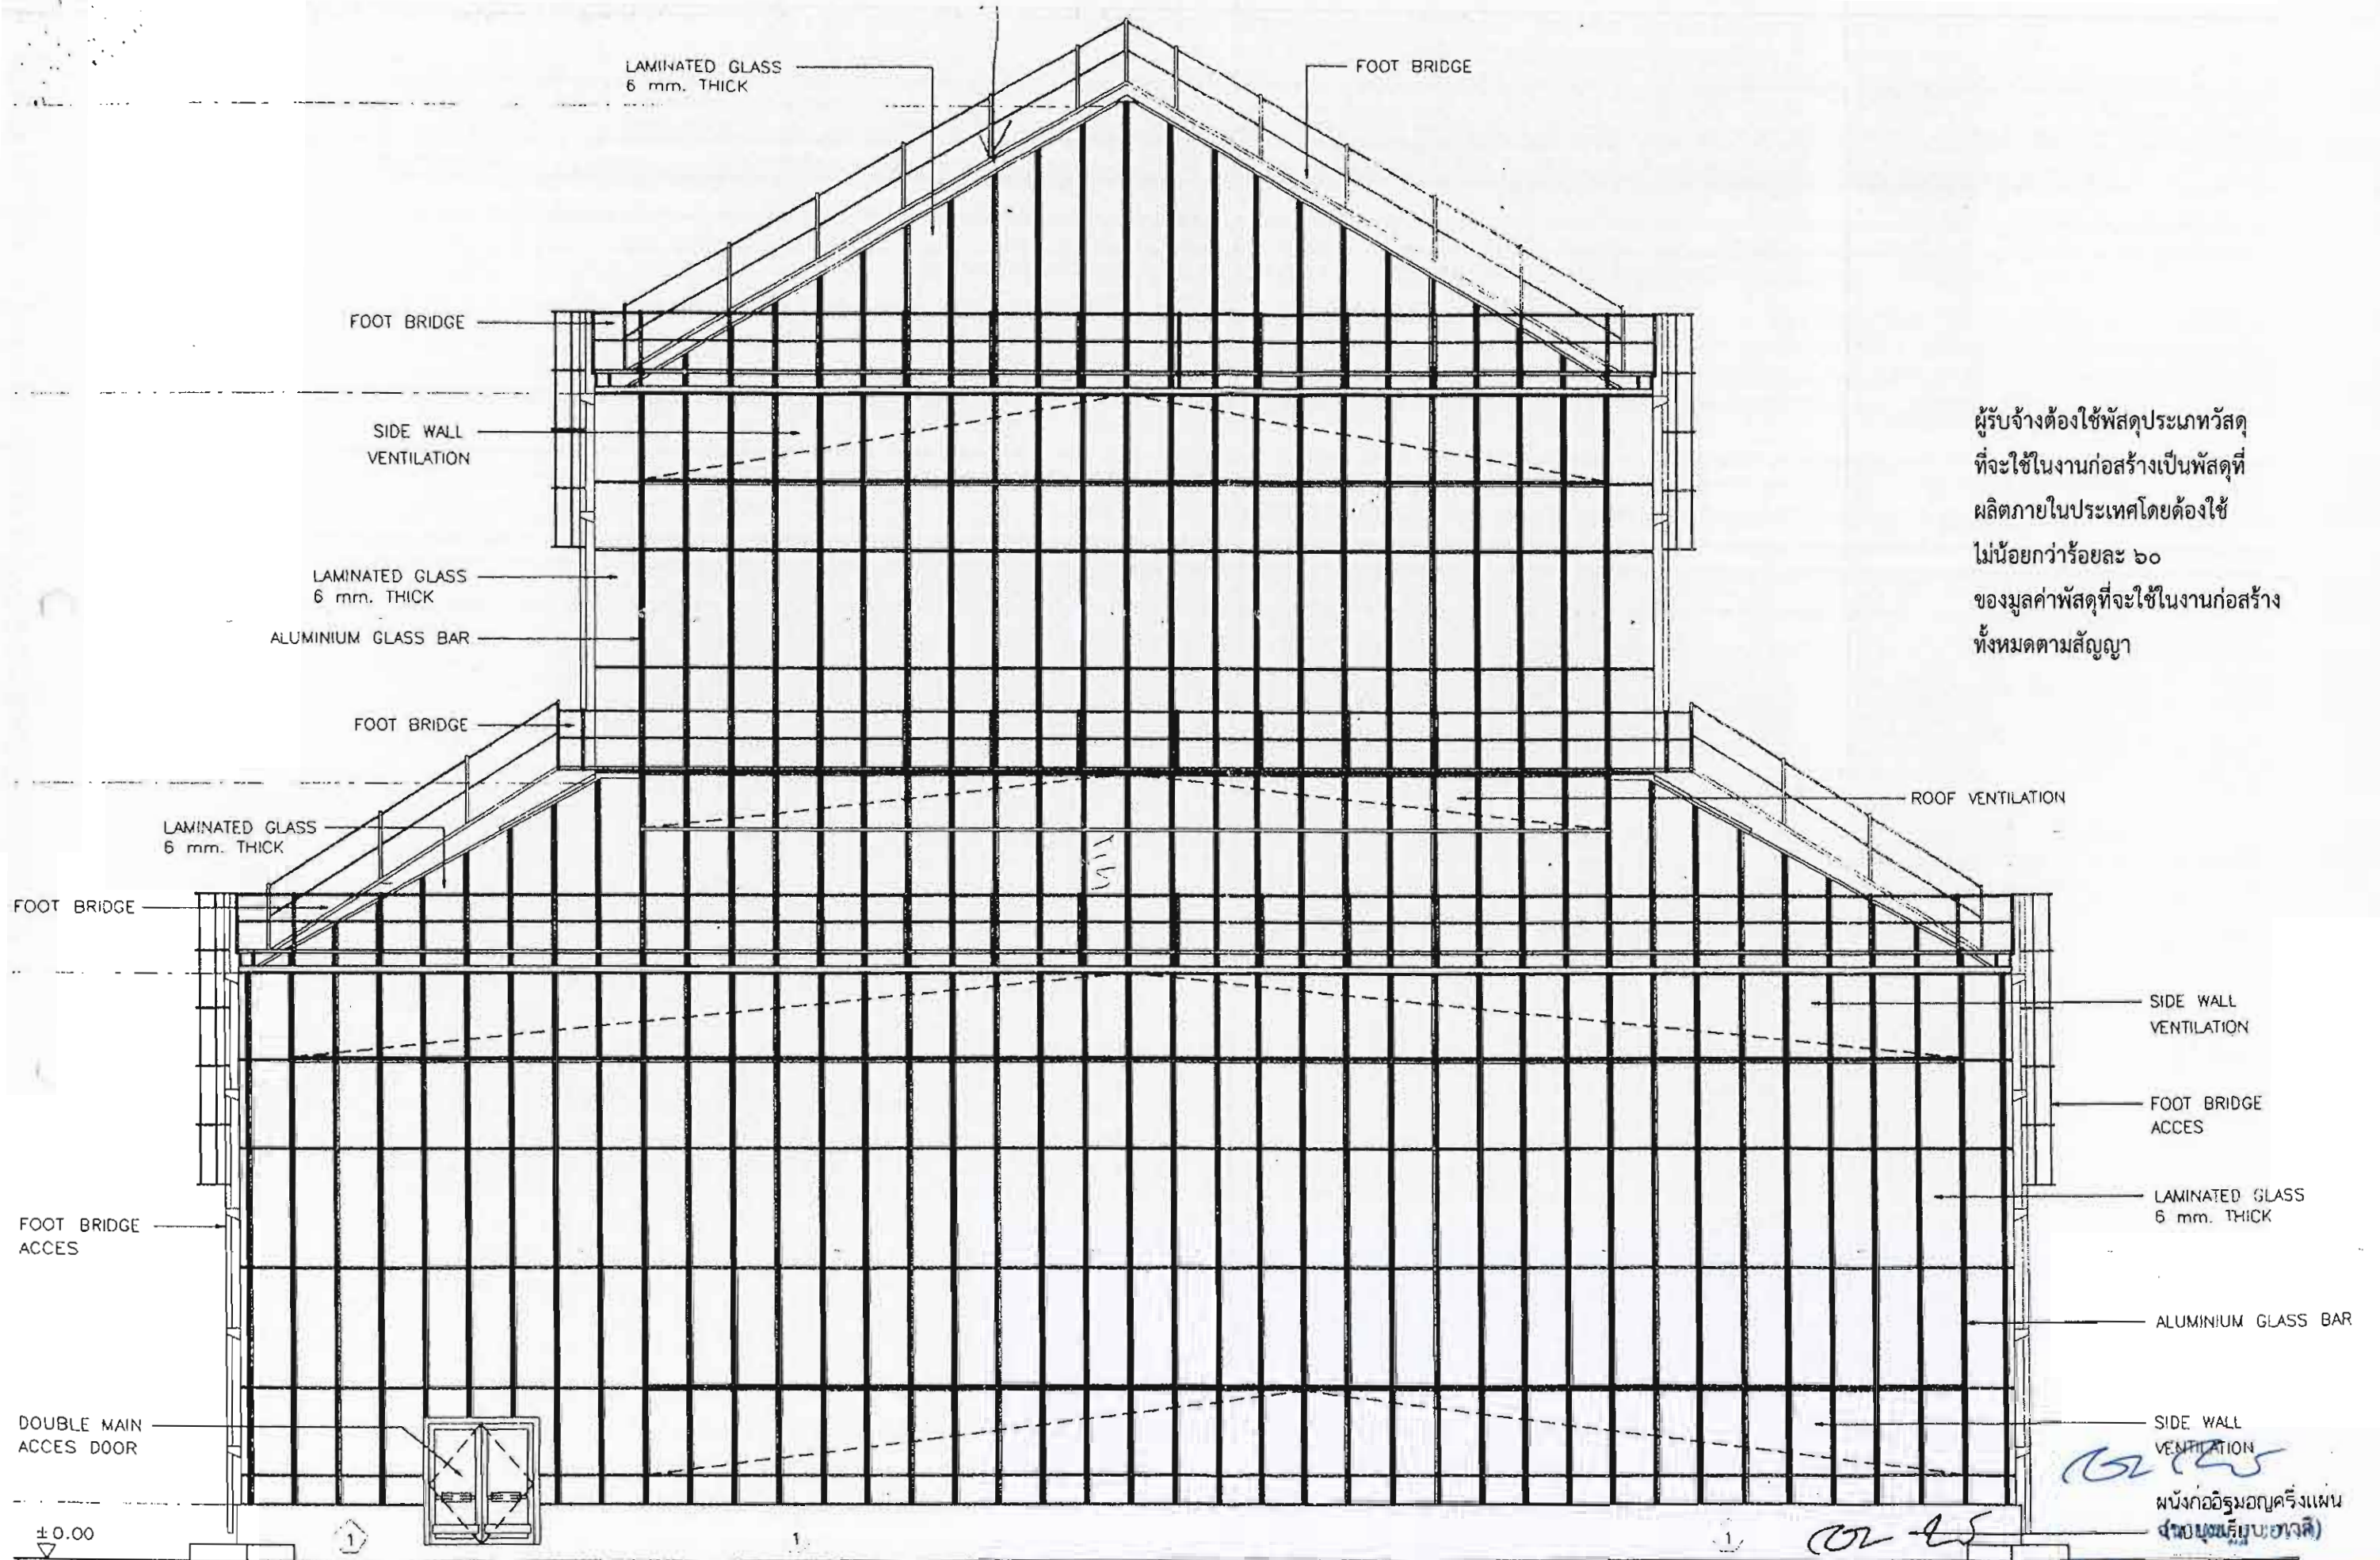 LAMINATED GLASS
6 mm. THICK
FOOT BRIDGE
FOOT BRIDGE
SIDE WALL
VENTILATION
ผู้รับจ้างต้องใช้พัสดุประเภทวัสดุ
ที่จะใช้ในงานก่อสร้างเป็นพัสดุที่
ผลิตภายในประเทศโดยต้องใช้
ไม่น้อยกว่าร้อยละ ๖๐
ของมูลค่าพัสดุที่จะใช้ในงานก่อสร้าง
ทั้งหมดตามสัญญา
LAMINATED GLASS
6 mm. THICK
ALUMINIUM GLASS BAR
FOOT BRIDGE
ROOF VENTILATION
LAMINATED GLASS
6 mm. THICK
FOOT BRIDGE
SIDE WALL
VENTILATION
FOOT BRIDGE
ACCES
LAMINATED GLASS
6 mm. THICK
FOOT BRIDGE
ACCES
ALUMINIUM GLASS BAR
DOUBLE MAIN
ACCES DOOR
SIDE WALL
VENTILATION
ผนังก่ออิฐมอญครึ่งแผ่น
±0.00
1
1
1